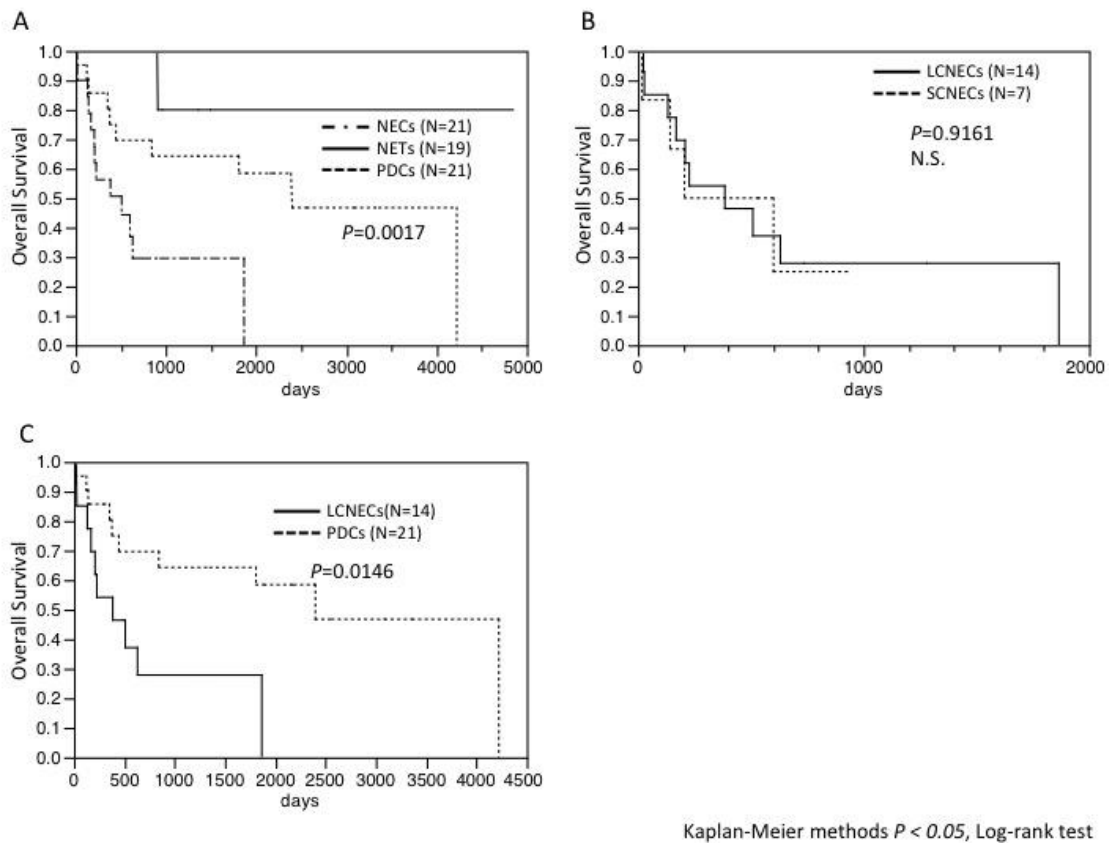 A
Overall Survival
1.0
0.9
0.8
0.7
0.6
0.5
0.4
0.3
0.2
0.1
0.0
NECs (N=21)
NETs (N=19)
PDCs (N=21)
P=0.0017
0 1000 2000 3000 4000 5000
days
B
Overall Survival
1.0
0.9
0.8
0.7
0.6
0.5
0.4
0.3
0.2
0.1
0.0
LCNECs (N=14)
SCNECs (N=7)
P=0.9161
N.S.
0 1000 2000
days
C
Overall Survival
1.0
0.9
0.8
0.7
0.6
0.5
0.4
0.3
0.2
0.1
0.0
LCNECs(N=14)
PDCs (N=21)
P=0.0146
0 500 1000 1500 2000 2500 3000 3500 4000 4500
days
Kaplan-Meier methods P < 0.05, Log-rank test